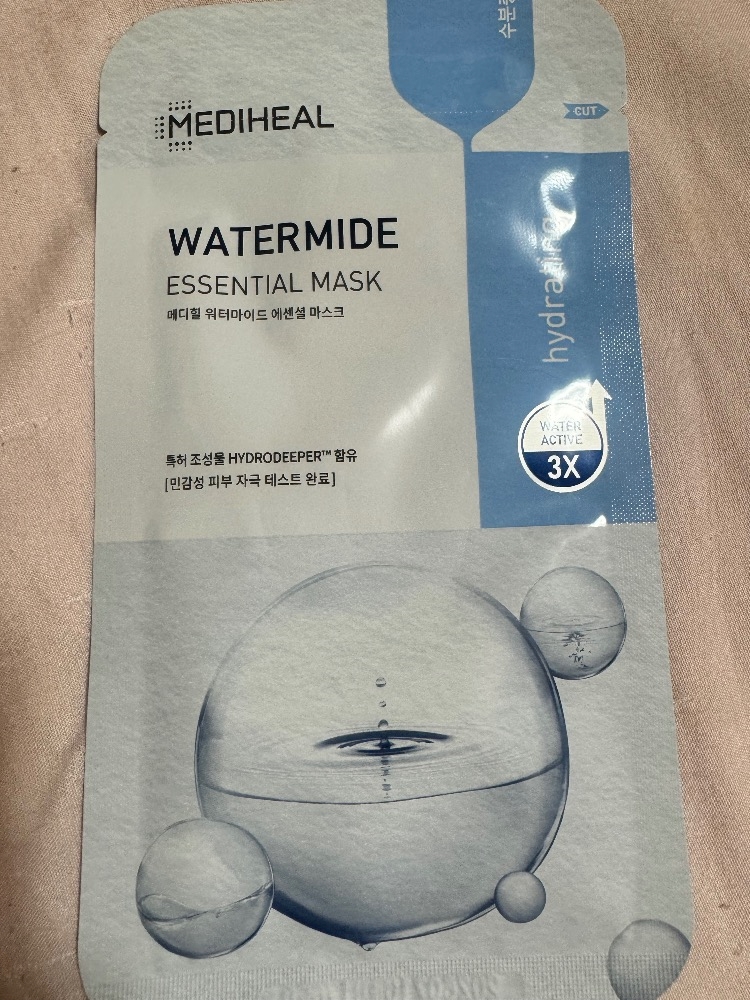 수분
CUT
MEDIHEAL
WATERMIDE
ESSENTIAL MASK
메디힐 워터마이드 에센셜 마스크
hydrating
WATER
ACTIVE
3X
특허 조성물 HYDRODEEPER™ 함유
[민감성 피부 자극 테스트 완료]